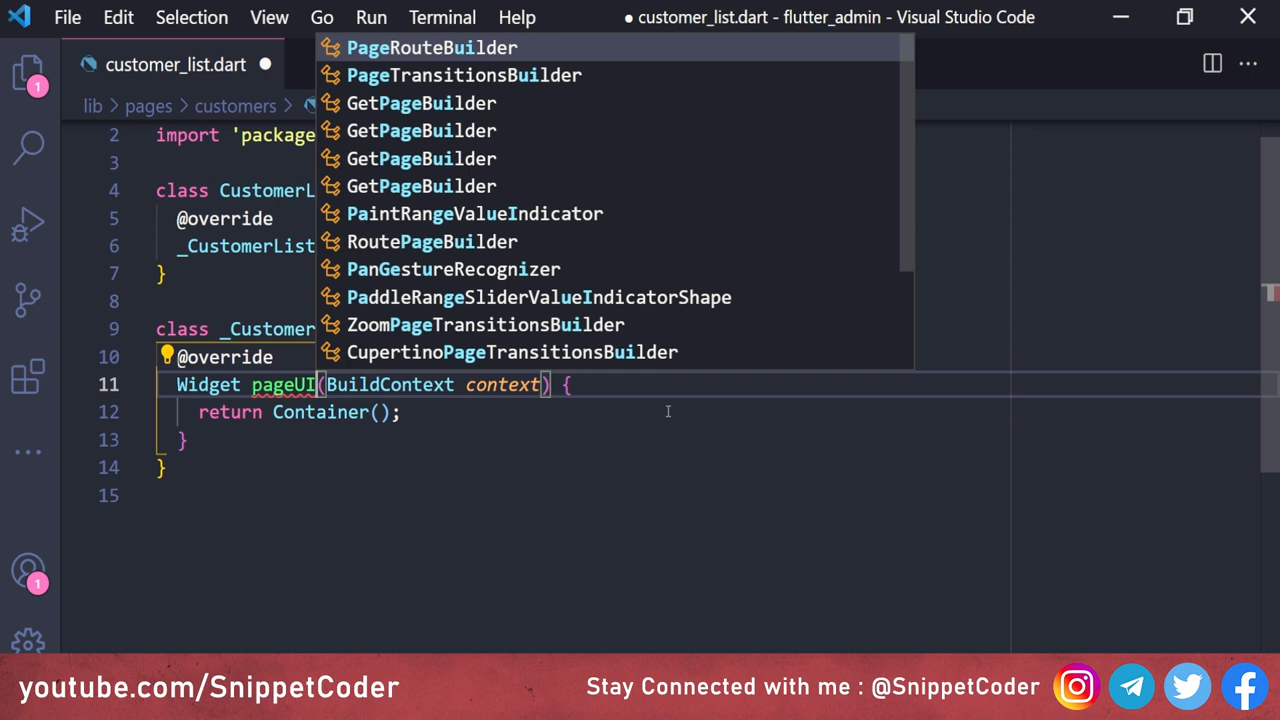 File Edit Selection View Go Run Terminal Help ● customer_list.dart - flutter_admin - Visual Studio Code
customer_list.dart
lib > pages > customers >
PageRouteBuilder
PageTransitionsBuilder
GetPageBuilder
GetPageBuilder
GetPageBuilder
GetPageBuilder
PaintRangeValueIndicator
RoutePageBuilder
PanGestureRecognizer
PaddleRangeSliderValueIndicatorShape
ZoomPageTransitionsBuilder
CupertinoPageTransitionsBuilder
1
1
2 import 'package
3
4 class CustomerL
5 @override
6 _CustomerList
7 }
8
9 class _Customer
10 @override
11 Widget pageUI(BuildContext context) {
12 return Container();
13 }
14 }
15
youtube.com/SnippetCoder
Stay Connected with me : @SnippetCoder